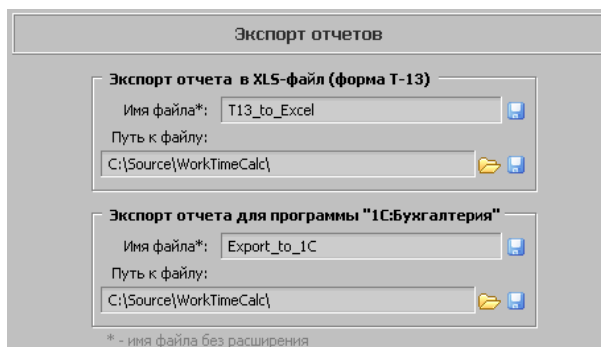 Экспорт отчетов
Экспорт отчета в XLS-файл (форма Т-13)
Имя файла*: T13_to_Excel
Путь к файлу:
C:\Source\WorkTimeCalc\
Экспорт отчета для программы "1С:Бухгалтерия"
Имя файла*: Export_to_1C
Путь к файлу:
C:\Source\WorkTimeCalc\
* - имя файла без расширения